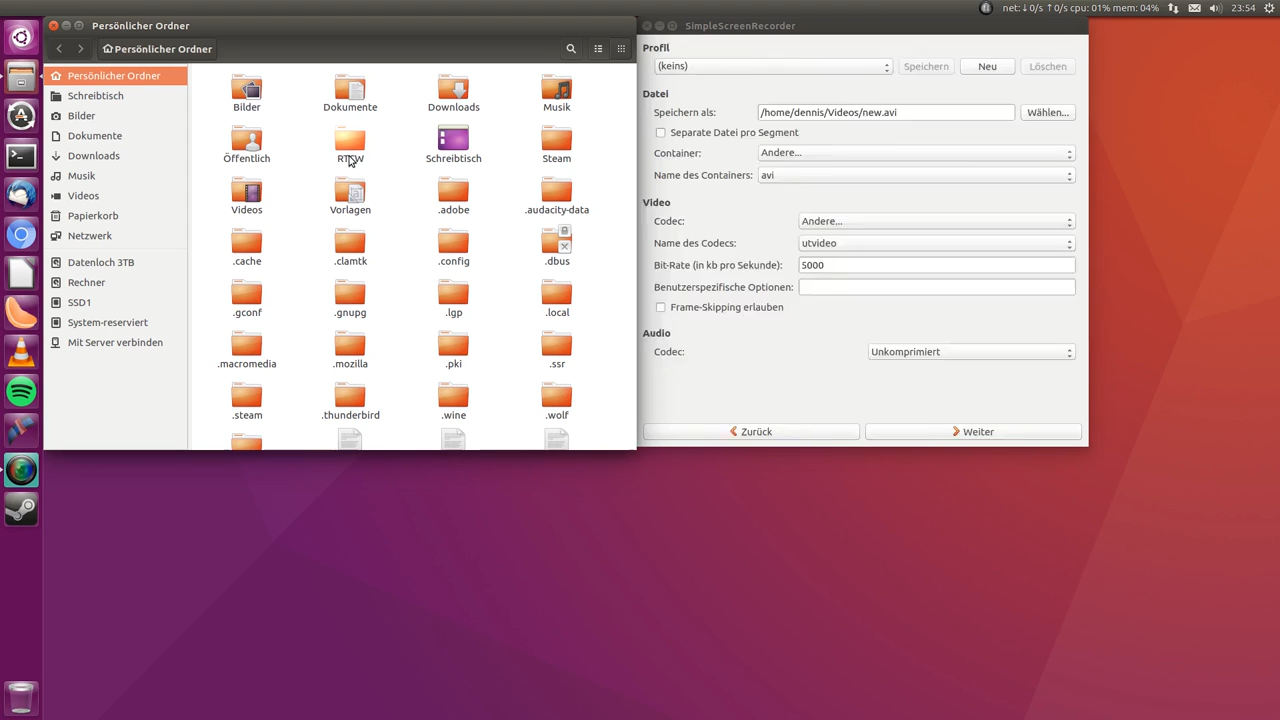 net:↓0/s ↑0/s cpu: 01% mem: 04%
23:54
Persönlicher Ordner
Persönlicher Ordner
Persönlicher Ordner
Schreibtisch
Bilder
Dokumente
Downloads
Musik
Videos
Papierkorb
Netzwerk
Datenloch 3TB
Rechner
SSD1
System-reserviert
Mit Server verbinden
Bilder
Dokumente
Downloads
Musik
Öffentlich
Schreibtisch
Steam
Videos
Vorlagen
.adobe
.audacity-data
.cache
.clamtk
.config
.dbus
.gconf
.gnupg
.lgp
.local
.macromedia
.mozilla
.pki
.ssr
.steam
.thunderbird
.wine
.wolf
SimpleScreenRecorder
Profil
(keins)
Speichern
Neu
Löschen
Datei
Speichern als:
/home/dennis/Videos/new.avi
Wählen...
Separate Datei pro Segment
Container:
Andere...
Name des Containers:
avi
Video
Codec:
Andere...
Name des Codecs:
utvideo
Bit-Rate (in kb pro Sekunde):
5000
Benutzerspezifische Optionen:
Frame-Skipping erlauben
Audio
Codec:
Unkomprimiert
Zurück
Weiter